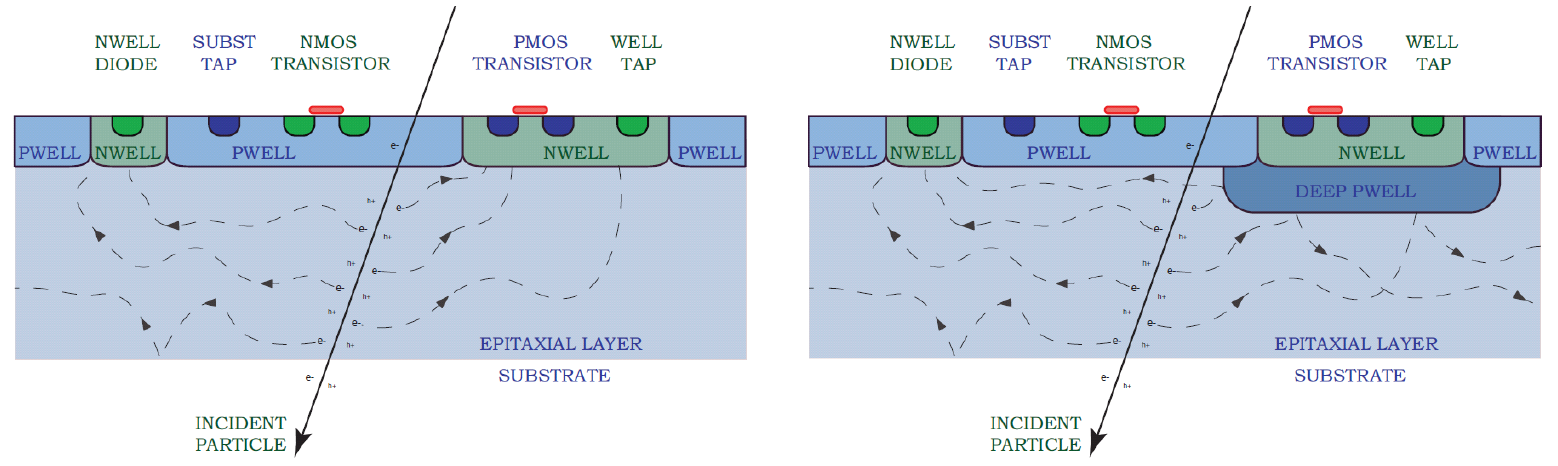 NWELL DIODE
SUBST TAP
NMOS TRANSISTOR
PMOS TRANSISTOR
WELL TAP
PWELL
NWELL
PWELL
NWELL
PWELL
e-
h+
e-
e-
h+
h+
e-
e-
h+
h+
e-
e-
h+
e-
h+
EPITAXIAL LAYER
SUBSTRATE
INCIDENT PARTICLE
NWELL DIODE
SUBST TAP
NMOS TRANSISTOR
PMOS TRANSISTOR
WELL TAP
PWELL
NWELL
PWELL
NWELL
PWELL
DEEP PWELL
e-
h+
e-
e-
h+
h+
e-
e-
h+
h+
e-
e-
h+
e-
h+
EPITAXIAL LAYER
SUBSTRATE
INCIDENT PARTICLE